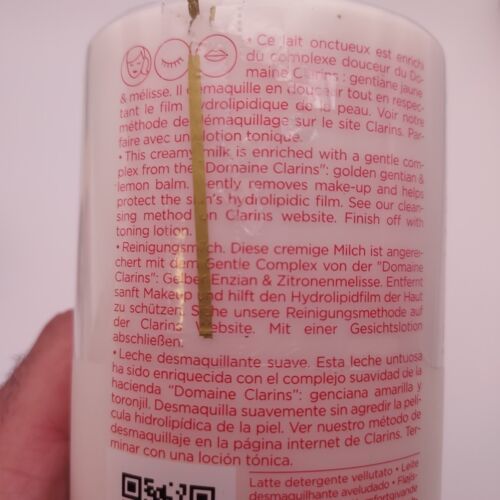 • Ce lait onctueux est enrichi
du complexe douceur du Do-
maine Clarins : gentiane jaune
& mélisse. Il démaquille en douceur tout en respec-
tant le film hydrolipidique de la peau. Voir notre
méthode de démaquillage sur le site Clarins. Par-
faire avec une lotion tonique.
• This creamy milk is enriched with a gentle com-
plex from the "Domaine Clarins": golden gentian &
lemon balm. Gently removes make-up and helps
protect the skin's hydrolipidic film. See our clean-
sing method on Clarins website. Finish off with
toning lotion.
• Reinigungsmilch. Diese cremige Milch ist angerei-
chert mit dem Gentle Complex von der "Domaine
Clarins": Gelber Enzian & Zitronenmelisse. Entfernt
sanft Make-up und hilft den Hydrolipidfilm der Haut
zu schützen. Siehe unsere Reinigungsmethode auf
der Clarins Website. Mit einer Gesichtslotion
abschließen.
• Leche desmaquillante suave. Esta leche untuosa
ha sido enriquecida con el complejo suavidad de la
hacienda "Domaine Clarins": genciana amarilla y
toronjil. Desmaquilla suavemente sin agredir la pelí-
cula hidrolipídica de la piel. Ver nuestro método de
desmaquillaje en la página internet de Clarins. Ter-
minar con una loción tónica.
Latte detergente vellutato • Leite
desmaquilhante aveludado • Fløjls-